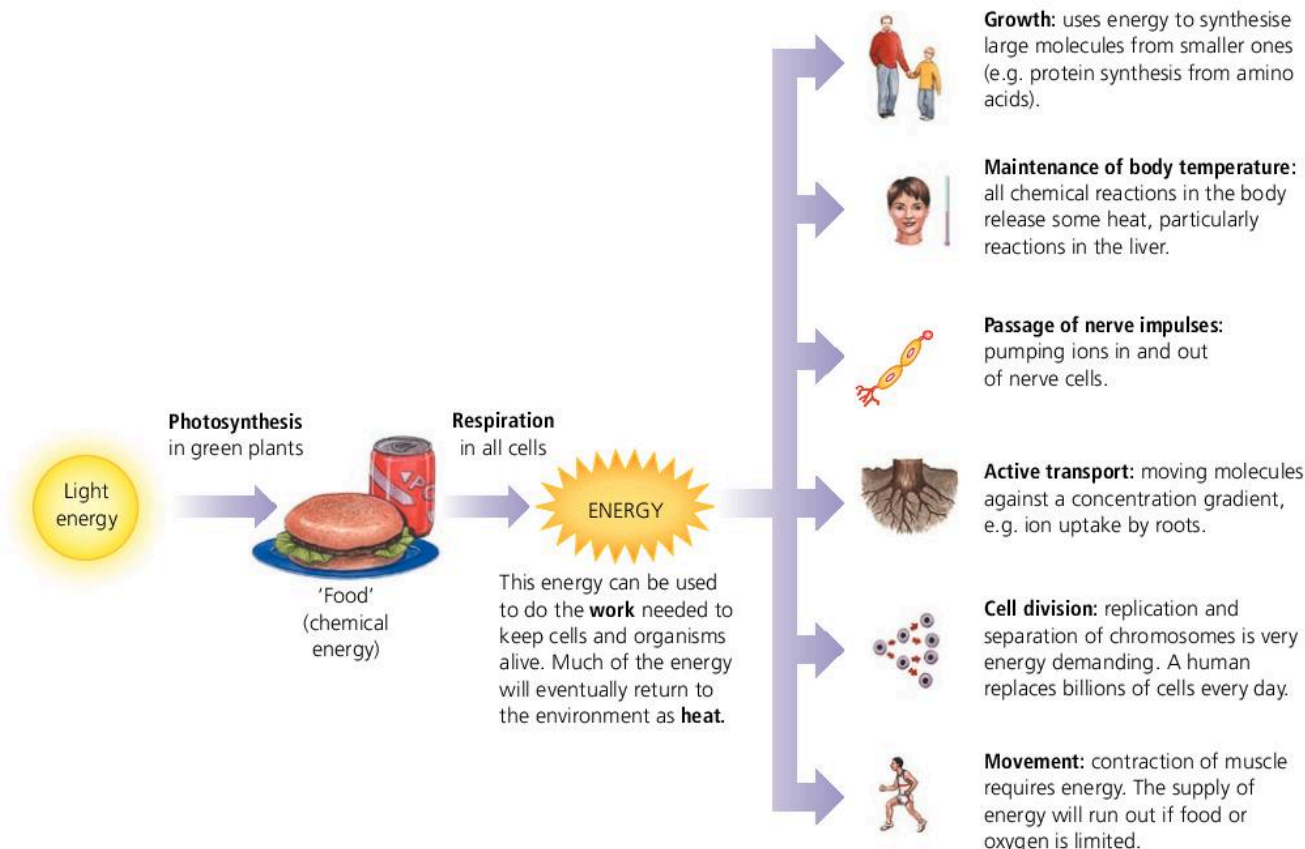 Growth: uses energy to synthesise
large molecules from smaller ones
(e.g. protein synthesis from amino
acids).
Maintenance of body temperature:
all chemical reactions in the body
release some heat, particularly
reactions in the liver.
Passage of nerve impulses:
pumping ions in and out
of nerve cells.
Photosynthesis
in green plants
Respiration
in all cells
Light
energy
ENERGY
'Food'
(chemical
energy)
This energy can be used
to do the work needed to
keep cells and organisms
alive. Much of the energy
will eventually return to
the environment as heat.
Active transport: moving molecules
against a concentration gradient,
e.g. ion uptake by roots.
Cell division: replication and
separation of chromosomes is very
energy demanding. A human
replaces billions of cells every day.
Movement: contraction of muscle
requires energy. The supply of
energy will run out if food or
oxygen is limited.